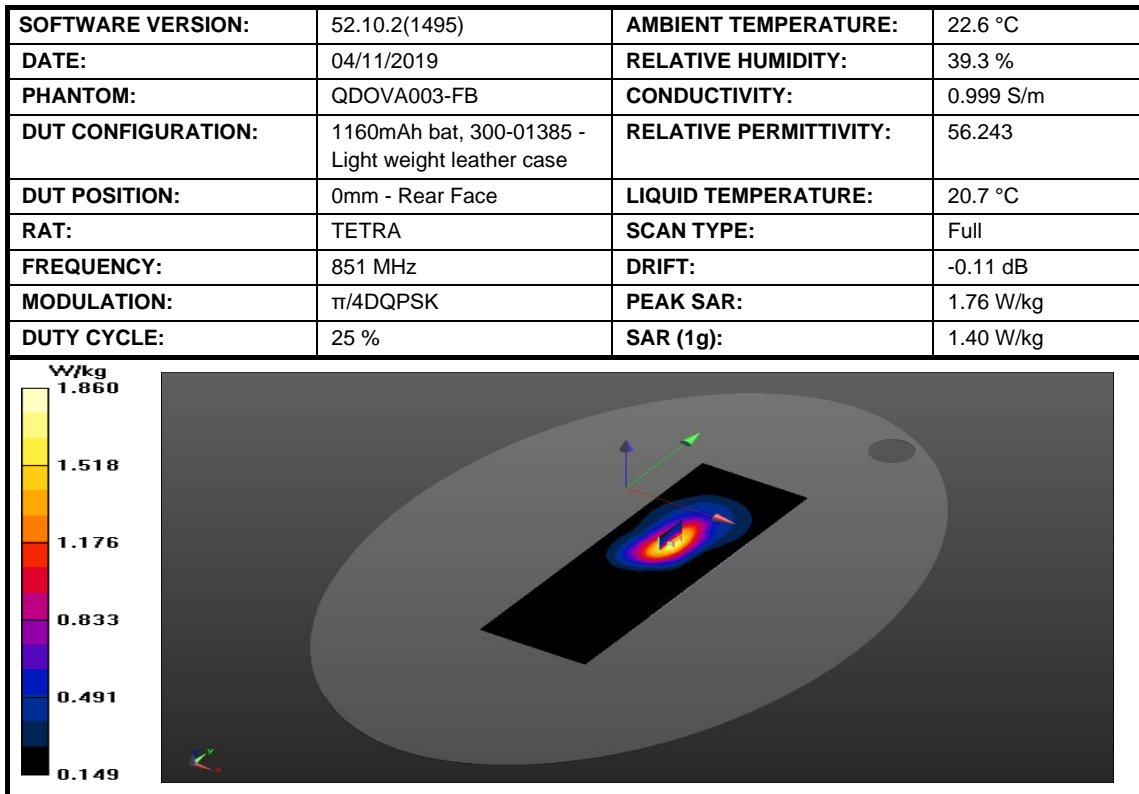 SOFTWARE VERSION: 52.10.2(1495) AMBIENT TEMPERATURE: 22.6 °C
DATE: 04/11/2019 RELATIVE HUMIDITY: 39.3 %
PHANTOM: QDOVA003-FB CONDUCTIVITY: 0.999 S/m
DUT CONFIGURATION: 1160mAh bat, 300-01385 - RELATIVE PERMITTIVITY: 56.243
Light weight leather case
DUT POSITION: 0mm - Rear Face LIQUID TEMPERATURE: 20.7 °C
RAT: TETRA SCAN TYPE: Full
FREQUENCY: 851 MHz DRIFT: -0.11 dB
MODULATION: π/4DQPSK PEAK SAR: 1.76 W/kg
DUTY CYCLE: 25 % SAR (1g): 1.40 W/kg
W/kg
1.860
1.518
1.176
0.833
0.491
0.149
Y
X